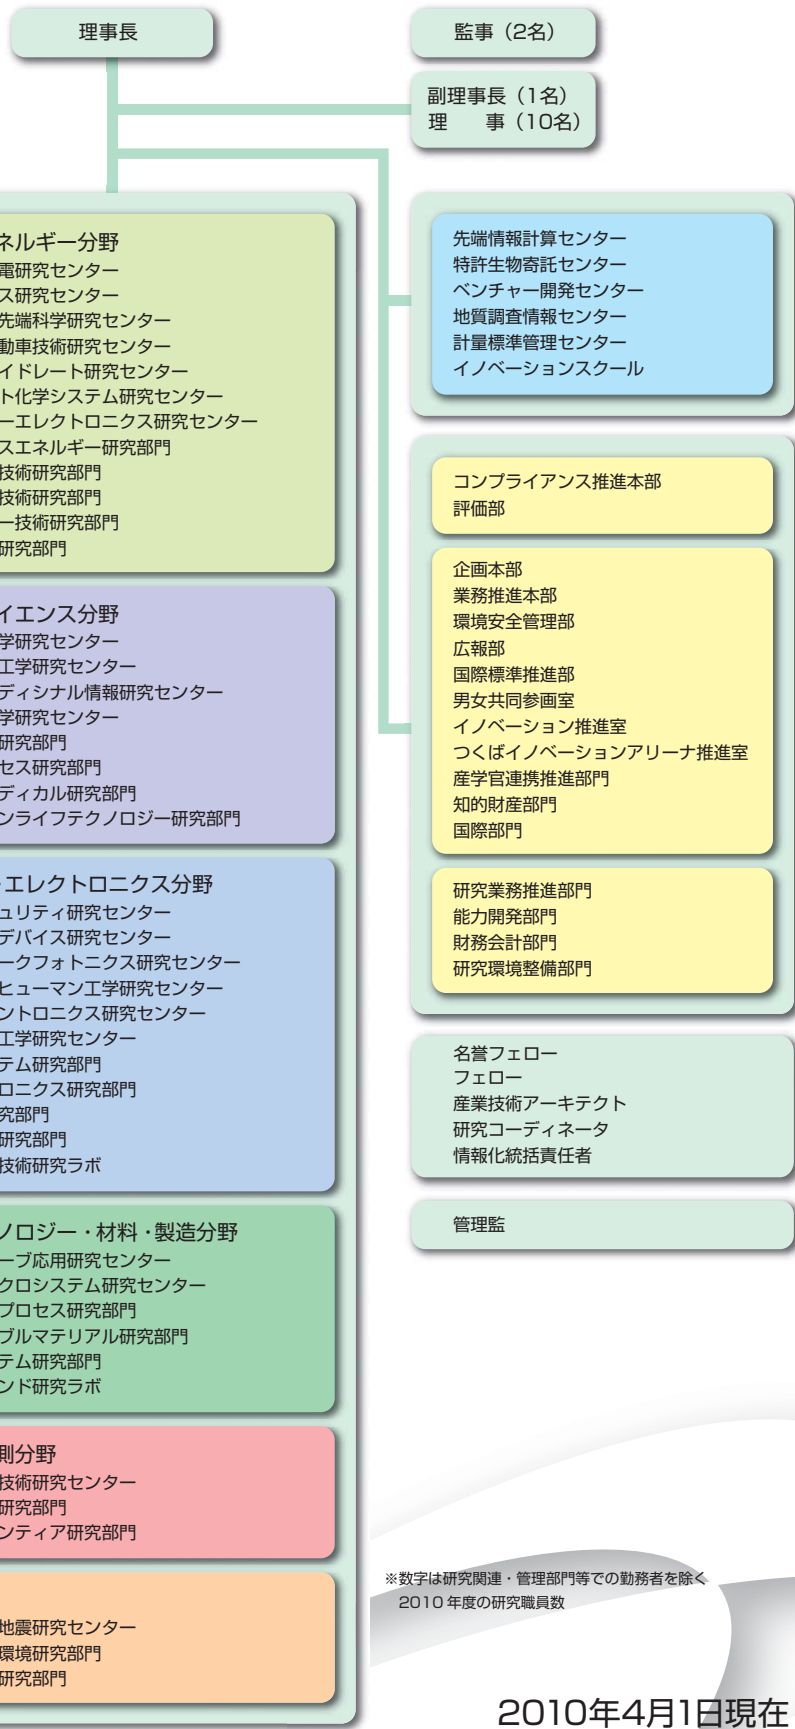 理事長
監事（2名）
副理事長（1名）
理　　事（10名）
ネルギー分野
電研究センター
ス研究センター
先端科学研究センター
動車技術研究センター
イドレート研究センター
ト化学システム研究センター
ーエレクトロニクス研究センター
スエネルギー研究部門
技術研究部門
技術研究部門
ー技術研究部門
研究部門
イエンス分野
学研究センター
工学研究センター
ディシナル情報研究センター
学研究センター
研究部門
セス研究部門
ディカル研究部門
ンライフテクノロジー研究部門
・エレクトロニクス分野
ュリティ研究センター
デバイス研究センター
ークフォトニクス研究センター
ヒューマン工学研究センター
ントロニクス研究センター
工学研究センター
テム研究部門
ロニクス研究部門
究部門
研究部門
技術研究ラボ
ノロジー・材料・製造分野
ーブ応用研究センター
クロシステム研究センター
プロセス研究部門
ブルマテリアル研究部門
テム研究部門
ンド研究ラボ
測分野
技術研究センター
研究部門
ンティア研究部門
地震研究センター
環境研究部門
研究部門
先端情報計算センター
特許生物寄託センター
ベンチャー開発センター
地質調査情報センター
計量標準管理センター
イノベーションスクール
コンプライアンス推進本部
評価部
企画本部
業務推進本部
環境安全管理部
広報部
国際標準推進部
男女共同参画室
イノベーション推進室
つくばイノベーションアリーナ推進室
産学官連携推進部門
知的財産部門
国際部門
研究業務推進部門
能力開発部門
財務会計部門
研究環境整備部門
名誉フェロー
フェロー
産業技術アーキテクト
研究コーディネータ
情報化統括責任者
管理監
※数字は研究関連・管理部門等での勤務者を除く
2010 年度の研究職員数
2010年4月1日現在